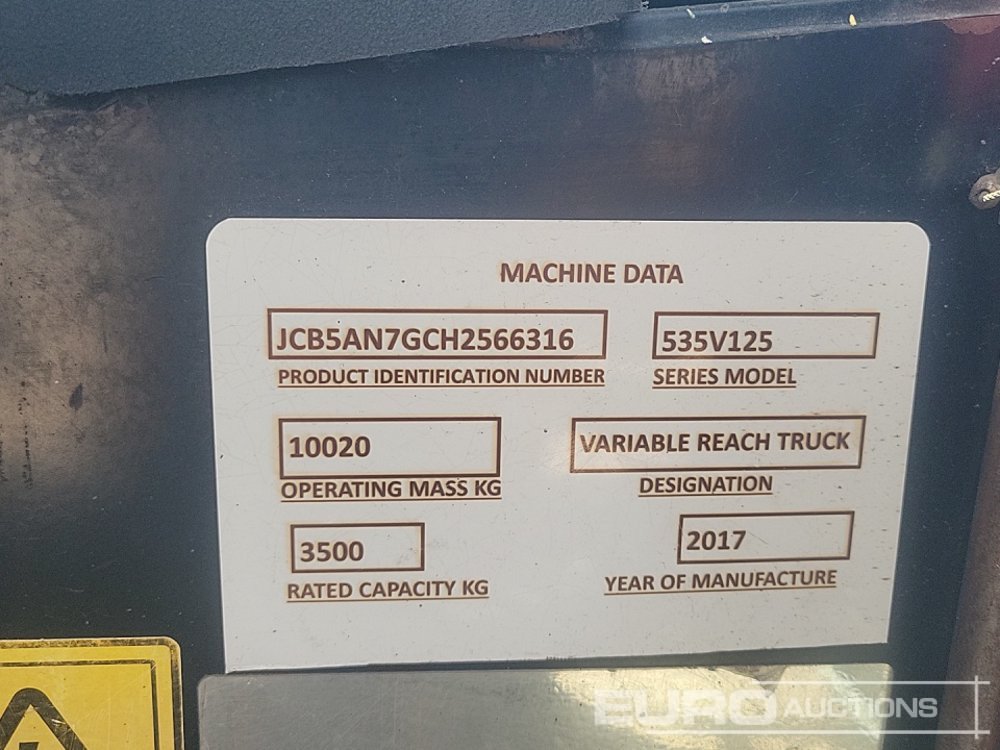 MACHINE DATA
JCB5AN7GCH2566316 535V125
PRODUCT IDENTIFICATION NUMBER SERIES MODEL
10020 VARIABLE REACH TRUCK
OPERATING MASS KG DESIGNATION
3500 2017
RATED CAPACITY KG YEAR OF MANUFACTURE
EURO AUCTIONS